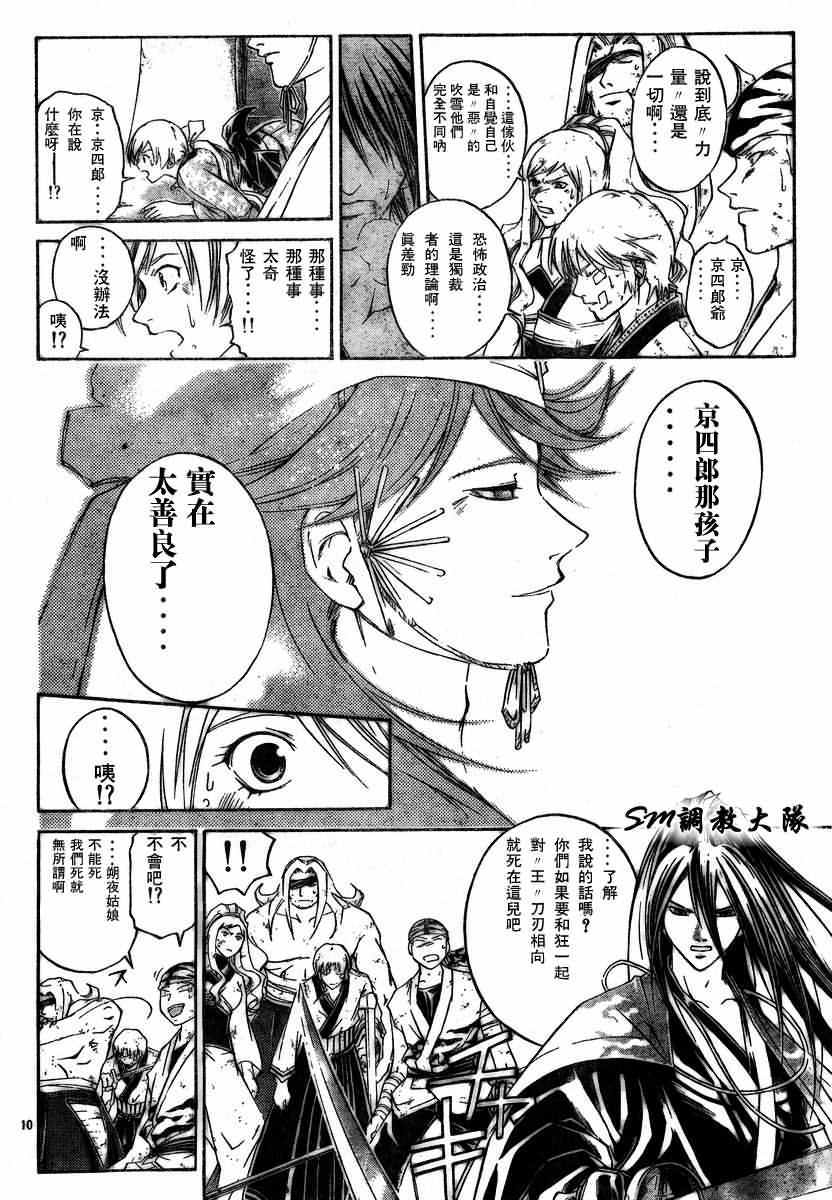 說到底〃力
量〃還是
一切啊‥‥
京‥‥
‥‥京四郎爺
‥‥這傢伙
和自覺自己
是〃惡〃的
吹雪他們
完全不同吶
恐怖政治‥‥
這是獨裁
者的理論啊‥‥
真差勁
京‥京四郎‥‥
你在說
什麼呀──!?
那種‥‥
那種事
太奇
怪了‥‥!!
‥‥沒辦法
啊
咦!?
京四郎那孩子
‥‥‥
實在
太善良了‥‥‥
‥‥咦!?
Sm調教大隊
‥‥了解
我說的話嗎?
你們如果要和狂一起
對〃王〃刀刃相向
就死在這兒吧
!!
不‥‥
不會吧!?
‥‥朔夜姑娘
不能死
我們死就
無所謂啊
10